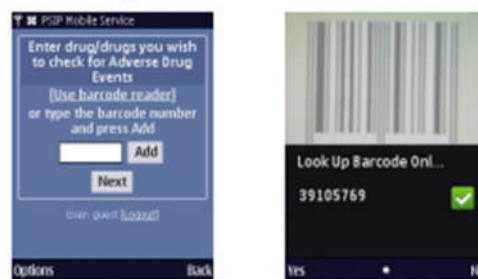 PSIP Mobile Service
Enter drug/drugs you wish
to check for Adverse Drug
Events
[Use barcode reader]
or type the barcode number
and press Add
Add
Next
User: guest [Logout]
Options Back
Look Up Barcode Onl...
39105769
Yes